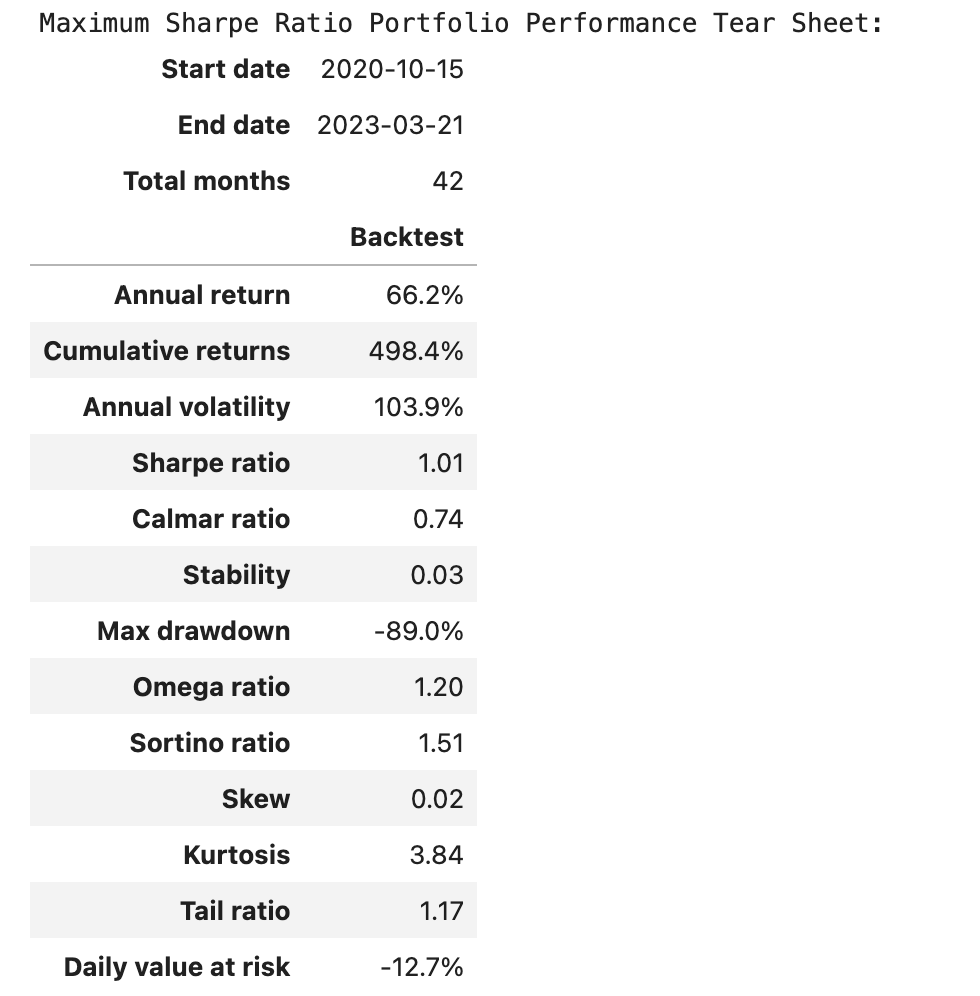 Maximum Sharpe Ratio Portfolio Performance Tear Sheet:
Start date 2020-10-15
End date 2023-03-21
Total months 42
Backtest
Annual return 66.2%
Cumulative returns 498.4%
Annual volatility 103.9%
Sharpe ratio 1.01
Calmar ratio 0.74
Stability 0.03
Max drawdown -89.0%
Omega ratio 1.20
Sortino ratio 1.51
Skew 0.02
Kurtosis 3.84
Tail ratio 1.17
Daily value at risk -12.7%